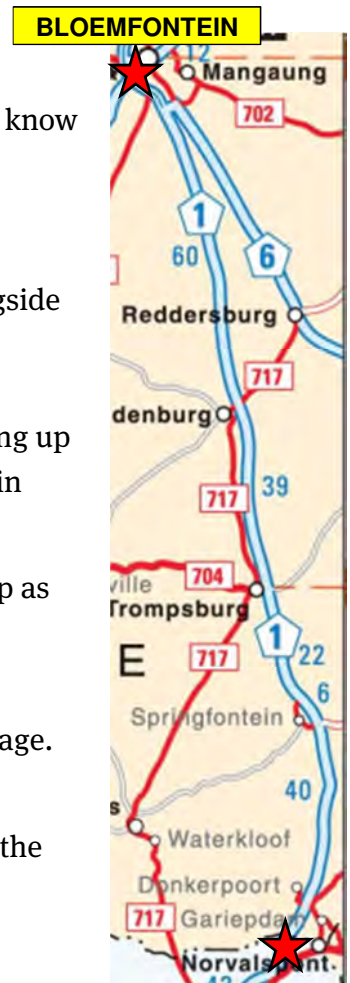 BLOEMFONTEIN
12
Mangaung
know
702
1
6
60
gside
Reddersburg
717
denburg
ng up
in
717
39
704
ville
p as
Trompsburg
1
E
717
22
6
Springfontein
age.
40
s
Waterkloof
the
Donkerpoort
717
Gariepdam
Norvalspont